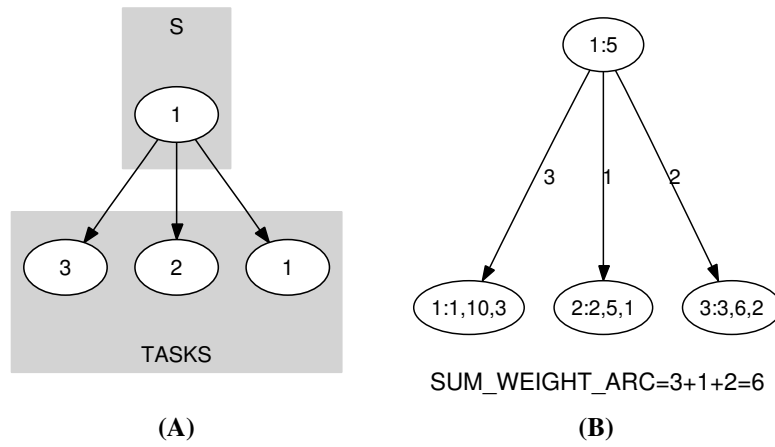 S
1
3 2 1
TASKS
(A)
1:5
3 1 2
1:1,10,3 2:2,5,1 3:3,6,2
SUM_WEIGHT_ARC=3+1+2=6
(B)